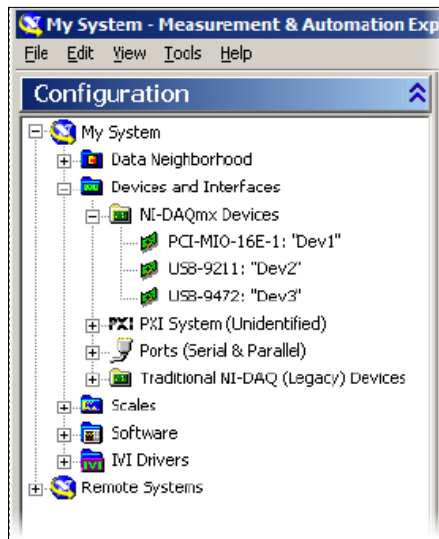 My System - Measurement & Automation Exp
File Edit View Tools Help
Configuration
My System
Data Neighborhood
Devices and Interfaces
NI-DAQmx Devices
PCI-MIO-16E-1: "Dev1"
USB-9211: "Dev2"
USB-9472: "Dev3"
PXI PXI System (Unidentified)
Ports (Serial & Parallel)
Traditional NI-DAQ (Legacy) Devices
Scales
Software
IVI IVI Drivers
Remote Systems